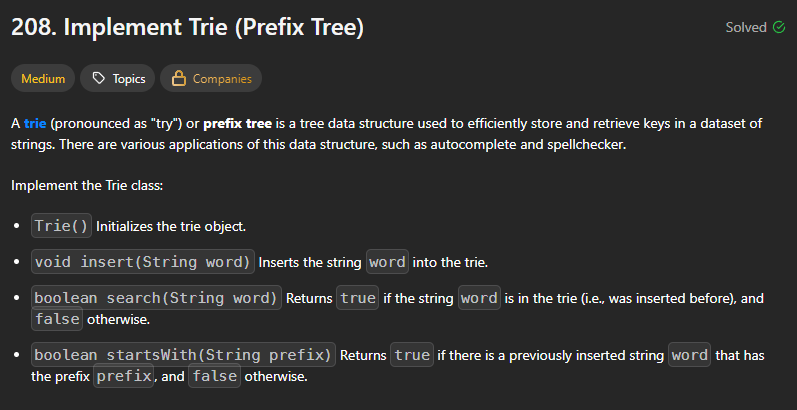 208. Implement Trie (Prefix Tree)
Solved
Medium
Topics
Companies
A trie (pronounced as "try") or prefix tree is a tree data structure used to efficiently store and retrieve keys in a dataset of
strings. There are various applications of this data structure, such as autocomplete and spellchecker.
Implement the Trie class:
• Trie() Initializes the trie object.
• void insert(String word) Inserts the string word into the trie.
• boolean search(String word) Returns true if the string word is in the trie (i.e., was inserted before), and
false otherwise.
• boolean startsWith(String prefix) Returns true if there is a previously inserted string word that has
the prefix prefix, and false otherwise.